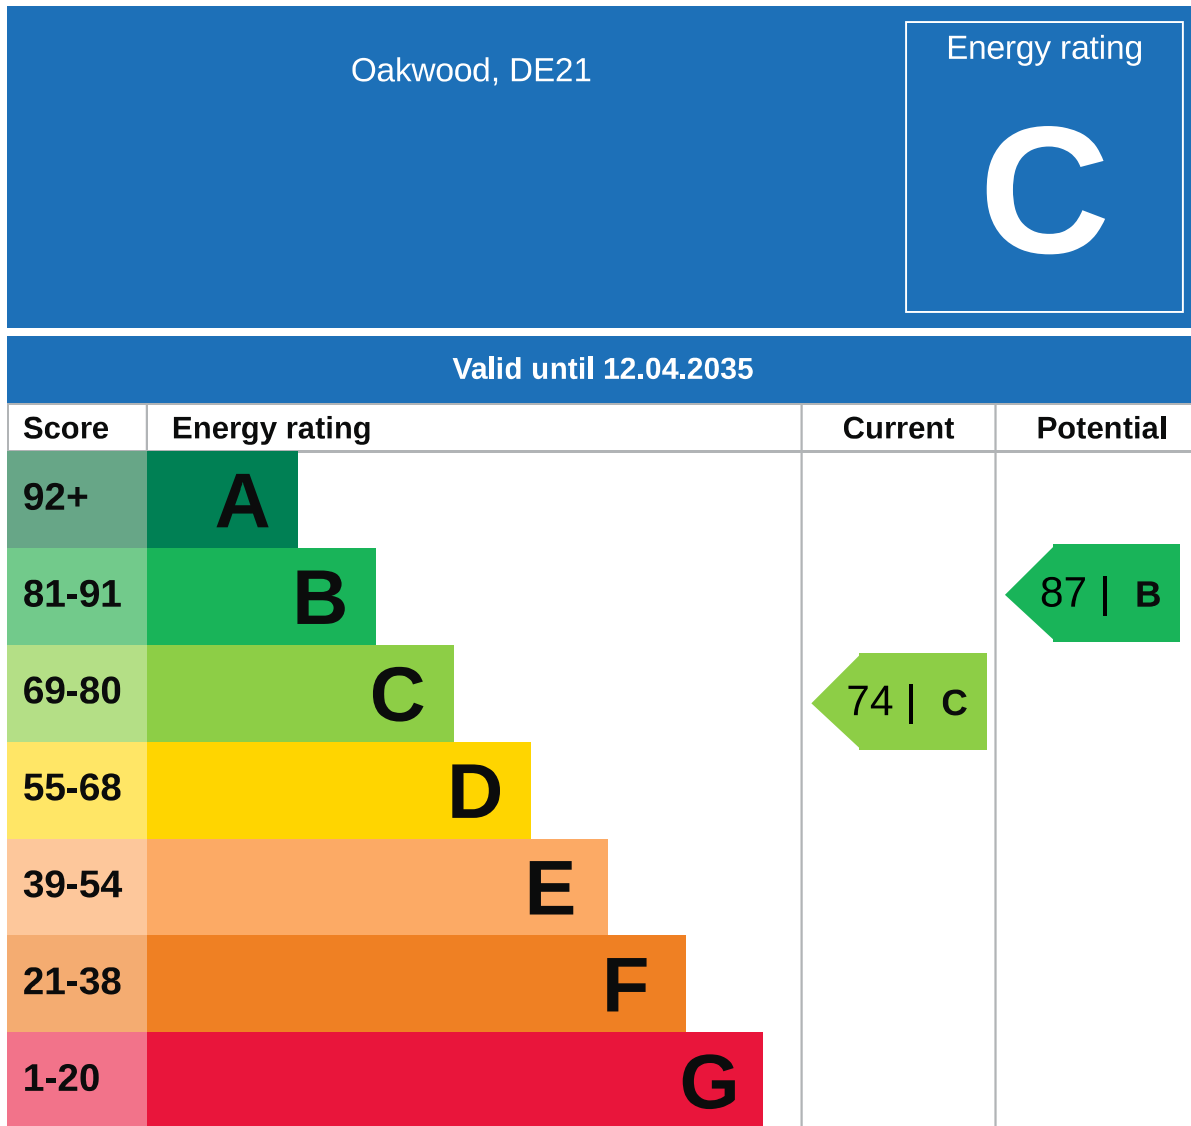 Oakwood, DE21
Energy rating
C
Valid until 12.04.2035
Score Energy rating Current Potential
92+ A
81-91 B
87 | B
69-80 C
74 | C
55-68 D
39-54 E
21-38 F
1-20 G